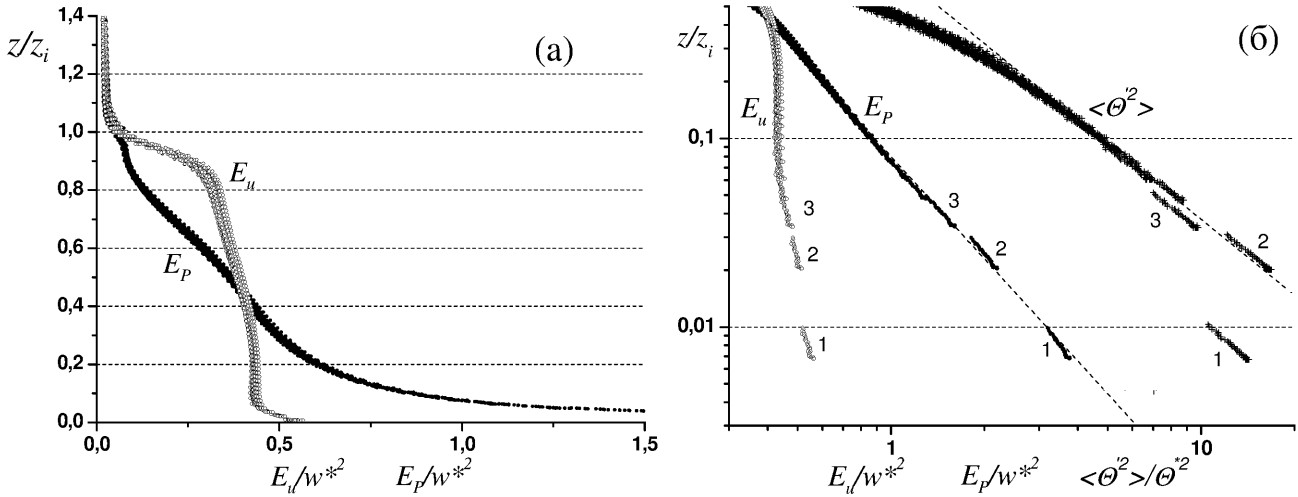 1,4
z/zᵢ
(а)
1,2
1,0
0,8
0,6
0,4
0,2
0,0
E_u
E_P
0,0 0,5 1,0 1,5
E_u/w*² E_P/w*²
z/zᵢ
(б)
<Θ'²>
E_u
E_P
0,1
3
3
3
2
2
2
0,01
1
1
1
1 10
E_u/w*² E_P/w*² <Θ'²>/Θ*²